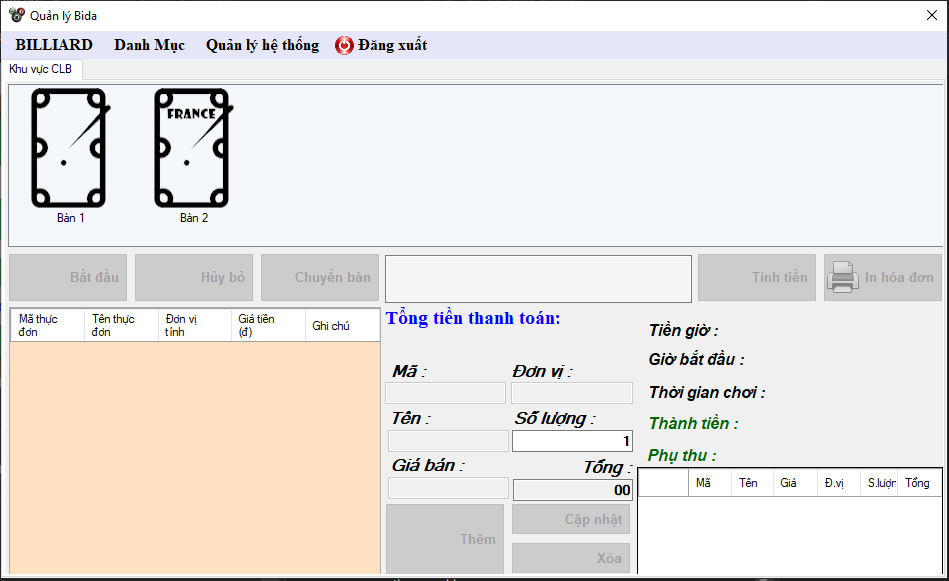 Quản lý Bida
BILLIARD Danh Mục Quản lý hệ thống Đăng xuất
Khu vực CLB
FRANCE
Bàn 1 Bàn 2
Bắt đầu Hủy bỏ Chuyển bàn Tính tiền In hóa đơn
Mã thực đơn Tên thực đơn Đơn vị tính Giá tiền (đ) Ghi chú
Tổng tiền thanh toán:
Tiền giờ :
Giờ bắt đầu :
Mã : Đơn vị :
Thời gian chơi :
Tên : Số lượng :
Thành tiền :
1
Phụ thu :
Giá bán : Tổng :
00
Mã Tên Giá Đ.vị S.lượn Tổng
Cập nhật
Thêm
Xóa